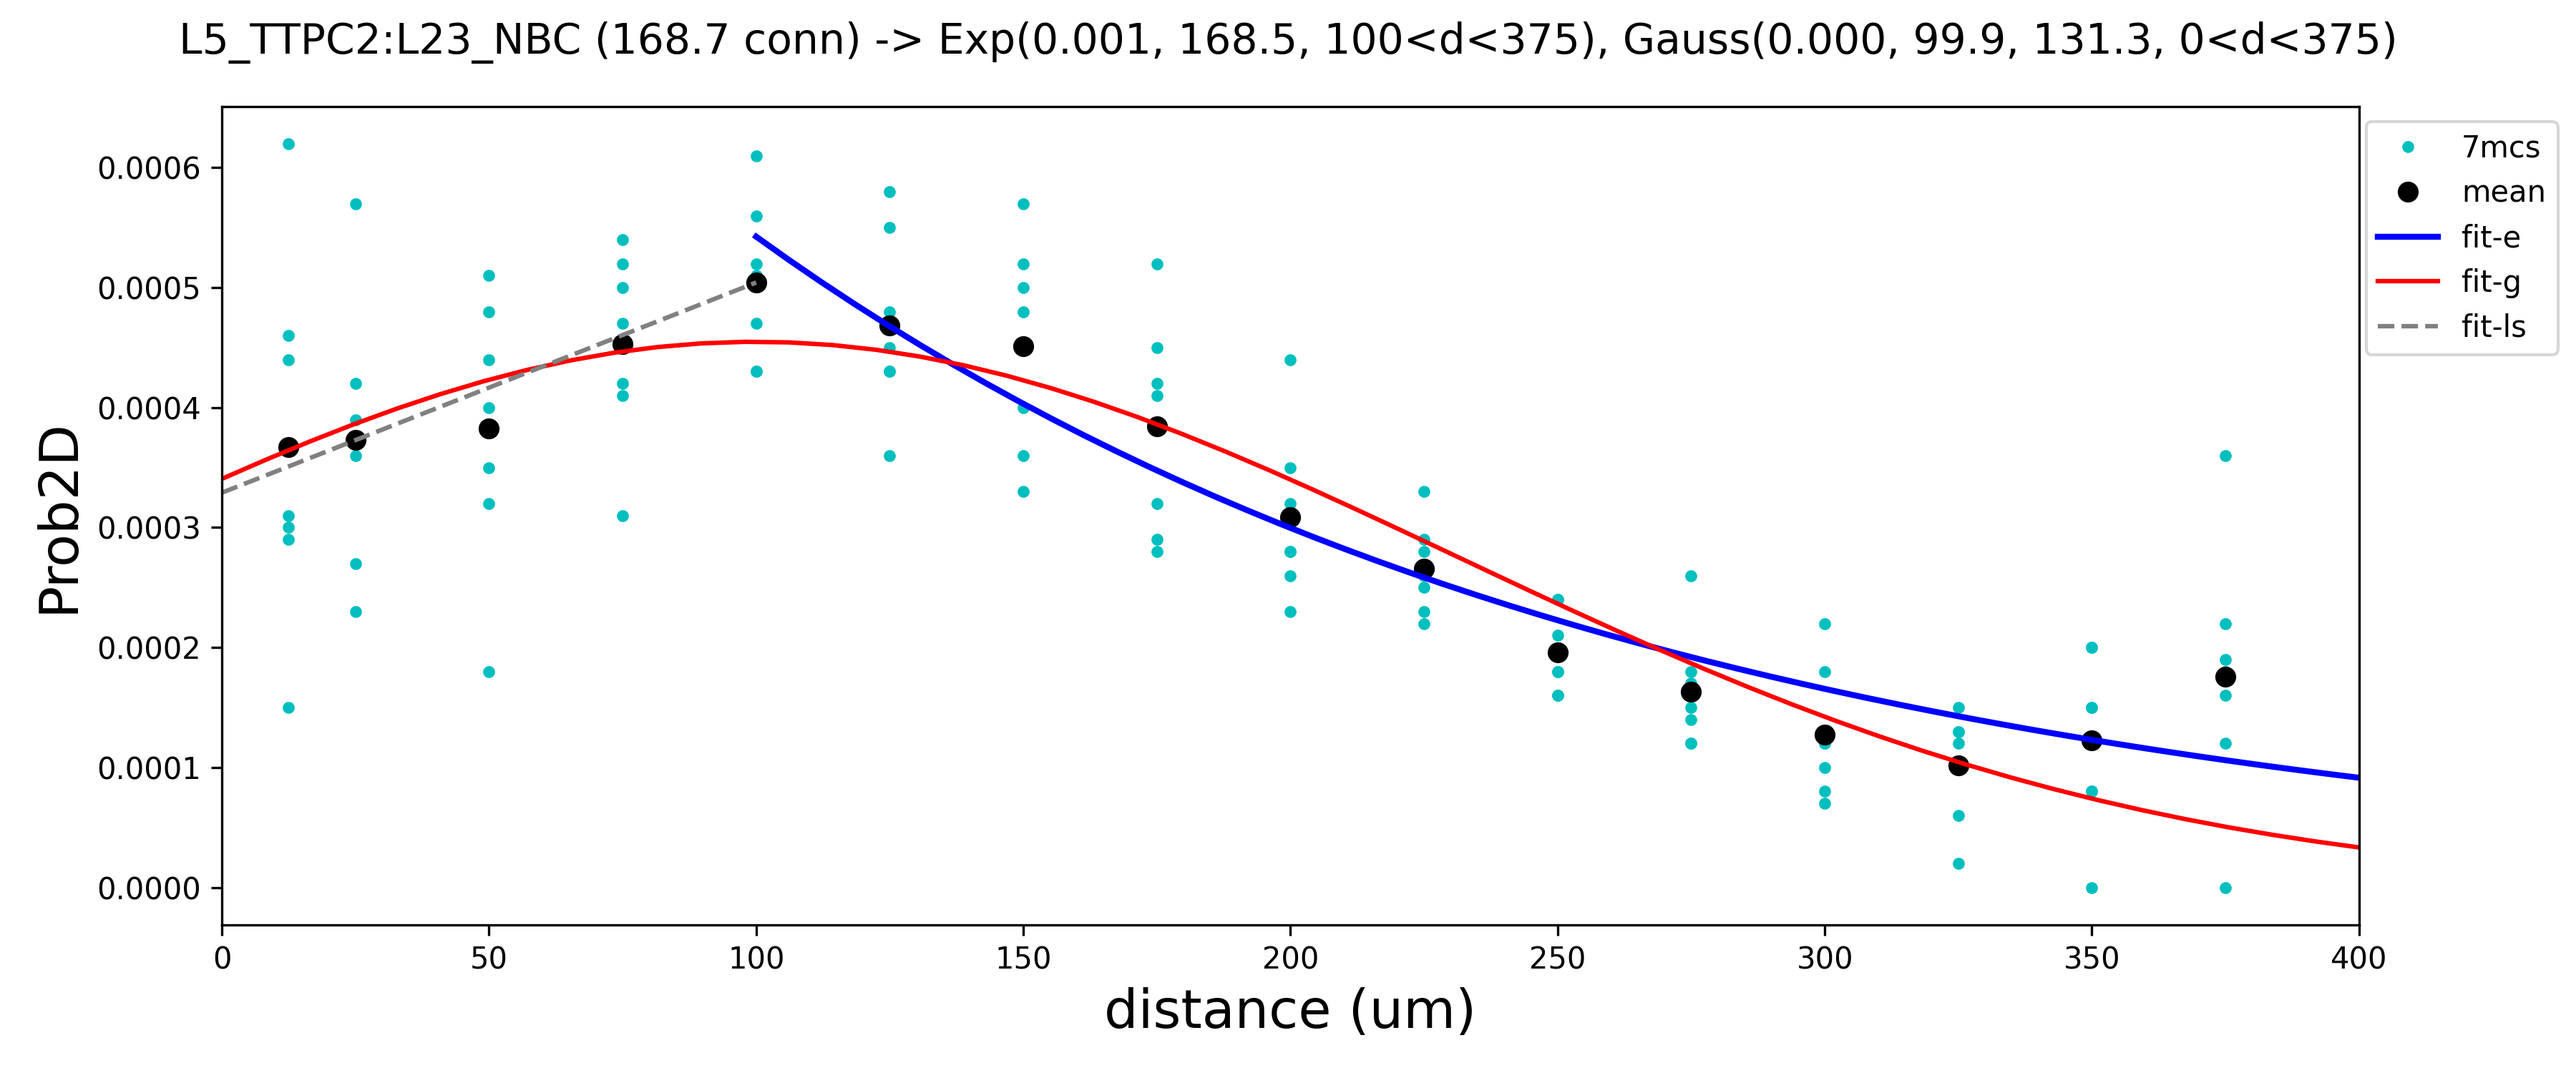 L5_TTPC2:L23_NBC (168.7 conn) -> Exp(0.001, 168.5, 100<d<375), Gauss(0.000, 99.9, 131.3, 0<d<375)
7mcs
mean
fit-e
fit-g
fit-ls
Prob2D
0.0006
0.0005
0.0004
0.0003
0.0002
0.0001
0.0000
0 50 100 150 200 250 300 350 400
distance (um)